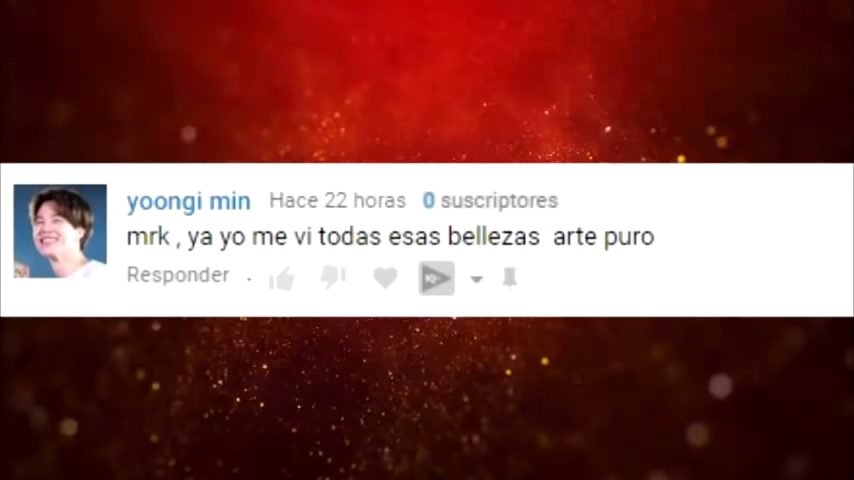 yoongi min Hace 22 horas 0 suscriptores
mrk , ya yo me vi todas esas bellezas arte puro
Responder .